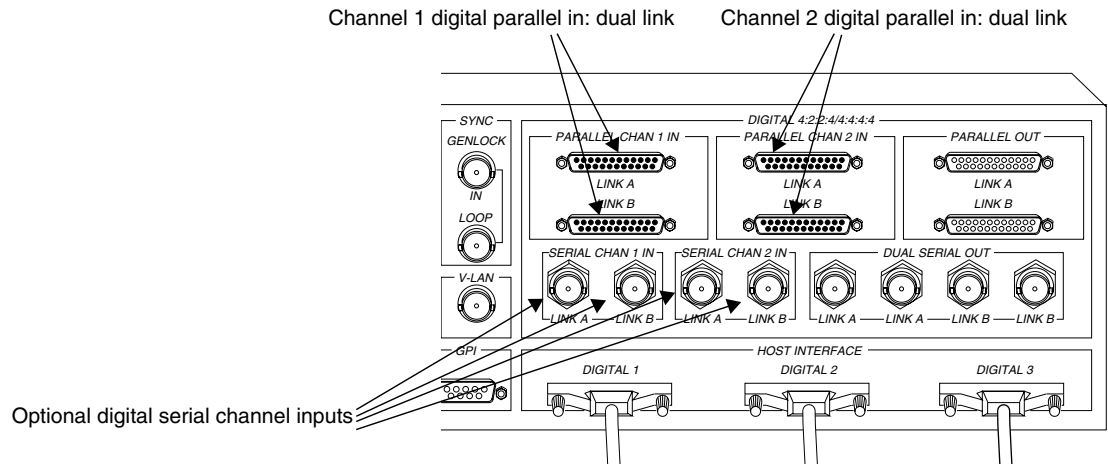 Channel 1 digital parallel in: dual link
Channel 2 digital parallel in: dual link
SYNC
GENLOCK
IN
LOOP
V-LAN
GPI
DIGITAL 4:2:2:4/4:4:4:4
PARALLEL CHAN 1 IN
LINK A
LINK B
PARALLEL CHAN 2 IN
LINK A
LINK B
PARALLEL OUT
LINK A
LINK B
SERIAL CHAN 1 IN
LINK A
LINK B
SERIAL CHAN 2 IN
LINK A
LINK B
DUAL SERIAL OUT
LINK A
LINK A
LINK B
LINK B
HOST INTERFACE
DIGITAL 1
DIGITAL 2
DIGITAL 3
Optional digital serial channel inputs